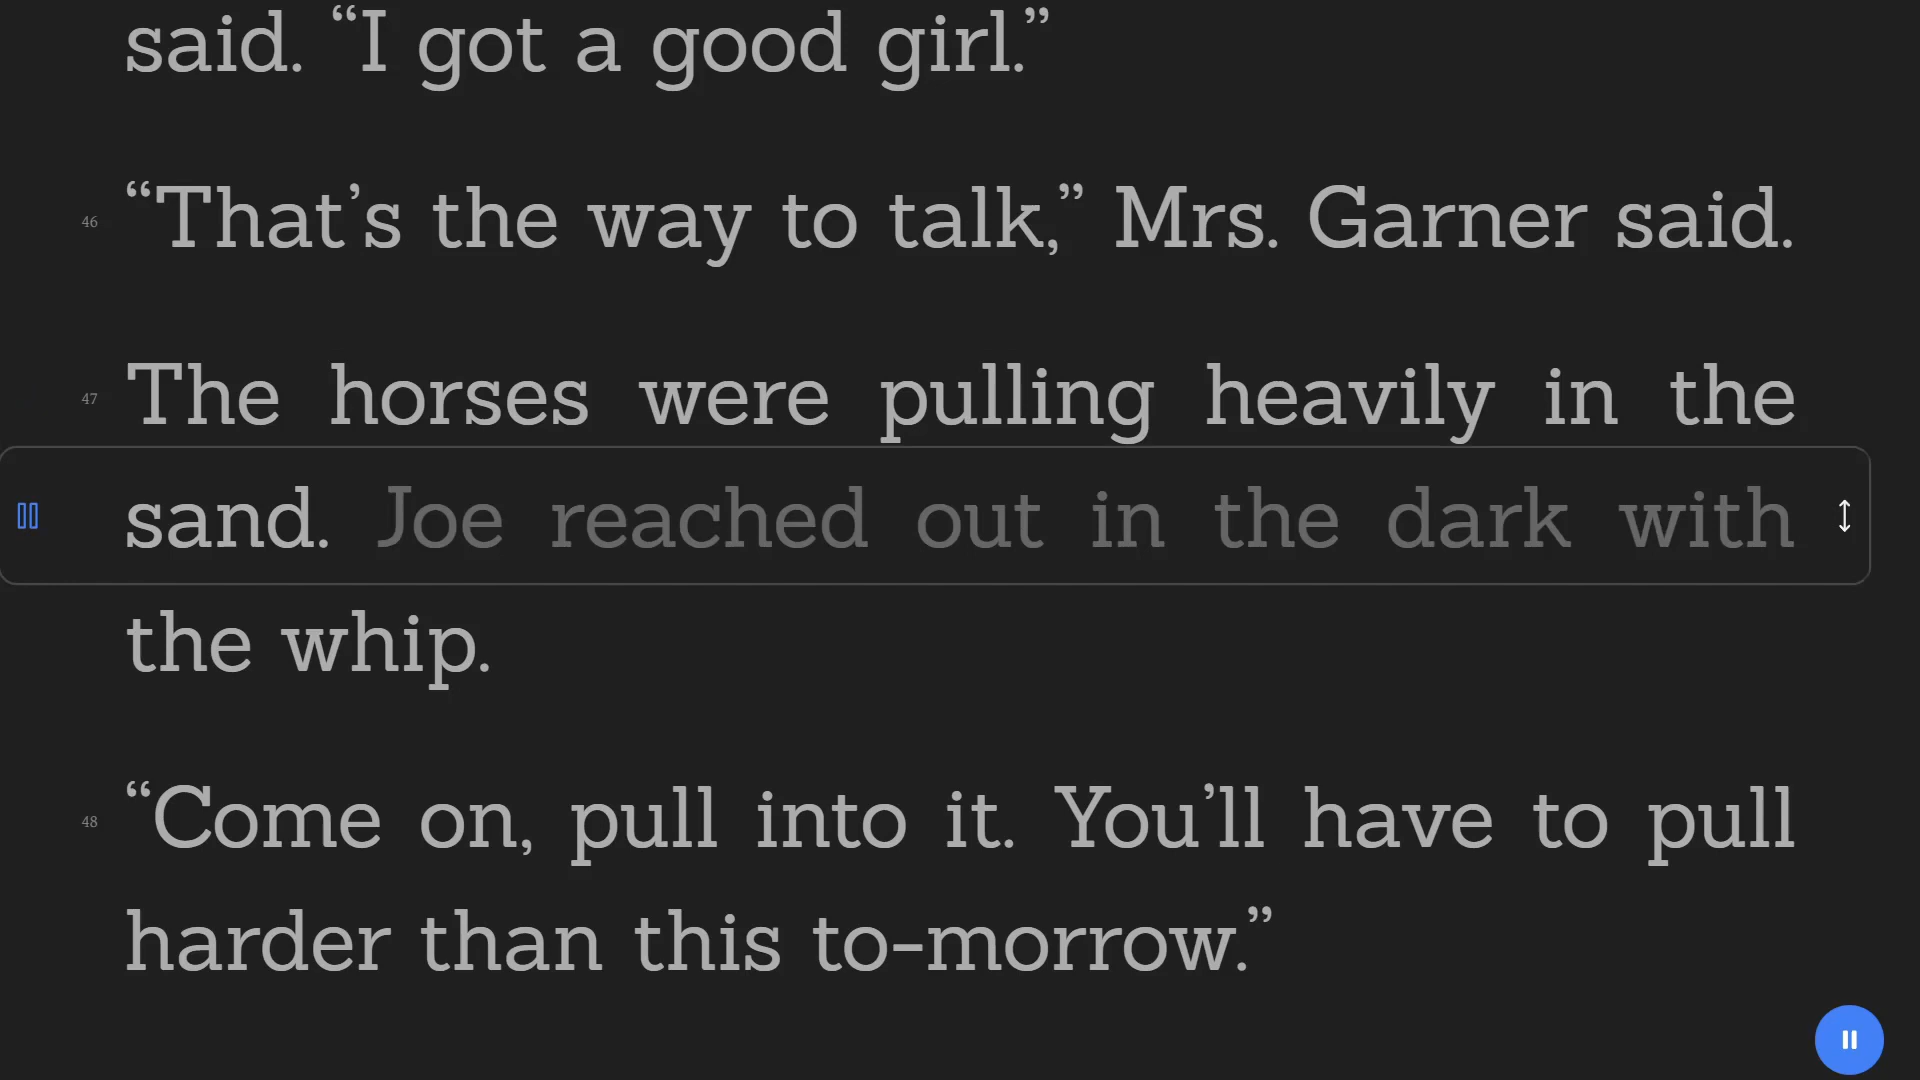 said. “I got a good girl.”
46 “That’s the way to talk,” Mrs. Garner said.
47 The horses were pulling heavily in the
sand. Joe reached out in the dark with
the whip.
48 “Come on, pull into it. You’ll have to pull
harder than this to-morrow.”